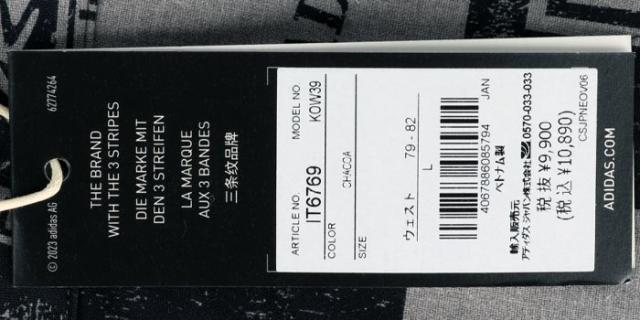 62774264
© 2023 adidas AG
THE BRAND
WITH THE 3 STRIPES
DIE MARKE MIT
DEN 3 STREIFEN
LA MARQUE
AUX 3 BANDES
三条纹品牌
ARTICLE NO.
IT6769
MODEL NO.
KOW39
COLOR
CHACOA
SIZE
ウェスト 79 - 82
L
4067886085794
JAN
ベトナム製
輸入販売元
アディダス ジャパン株式会社 0570-033-033
税 抜 ¥9,900
(税 込 ¥10,890)
CSJPNEOV06
ADIDAS.COM